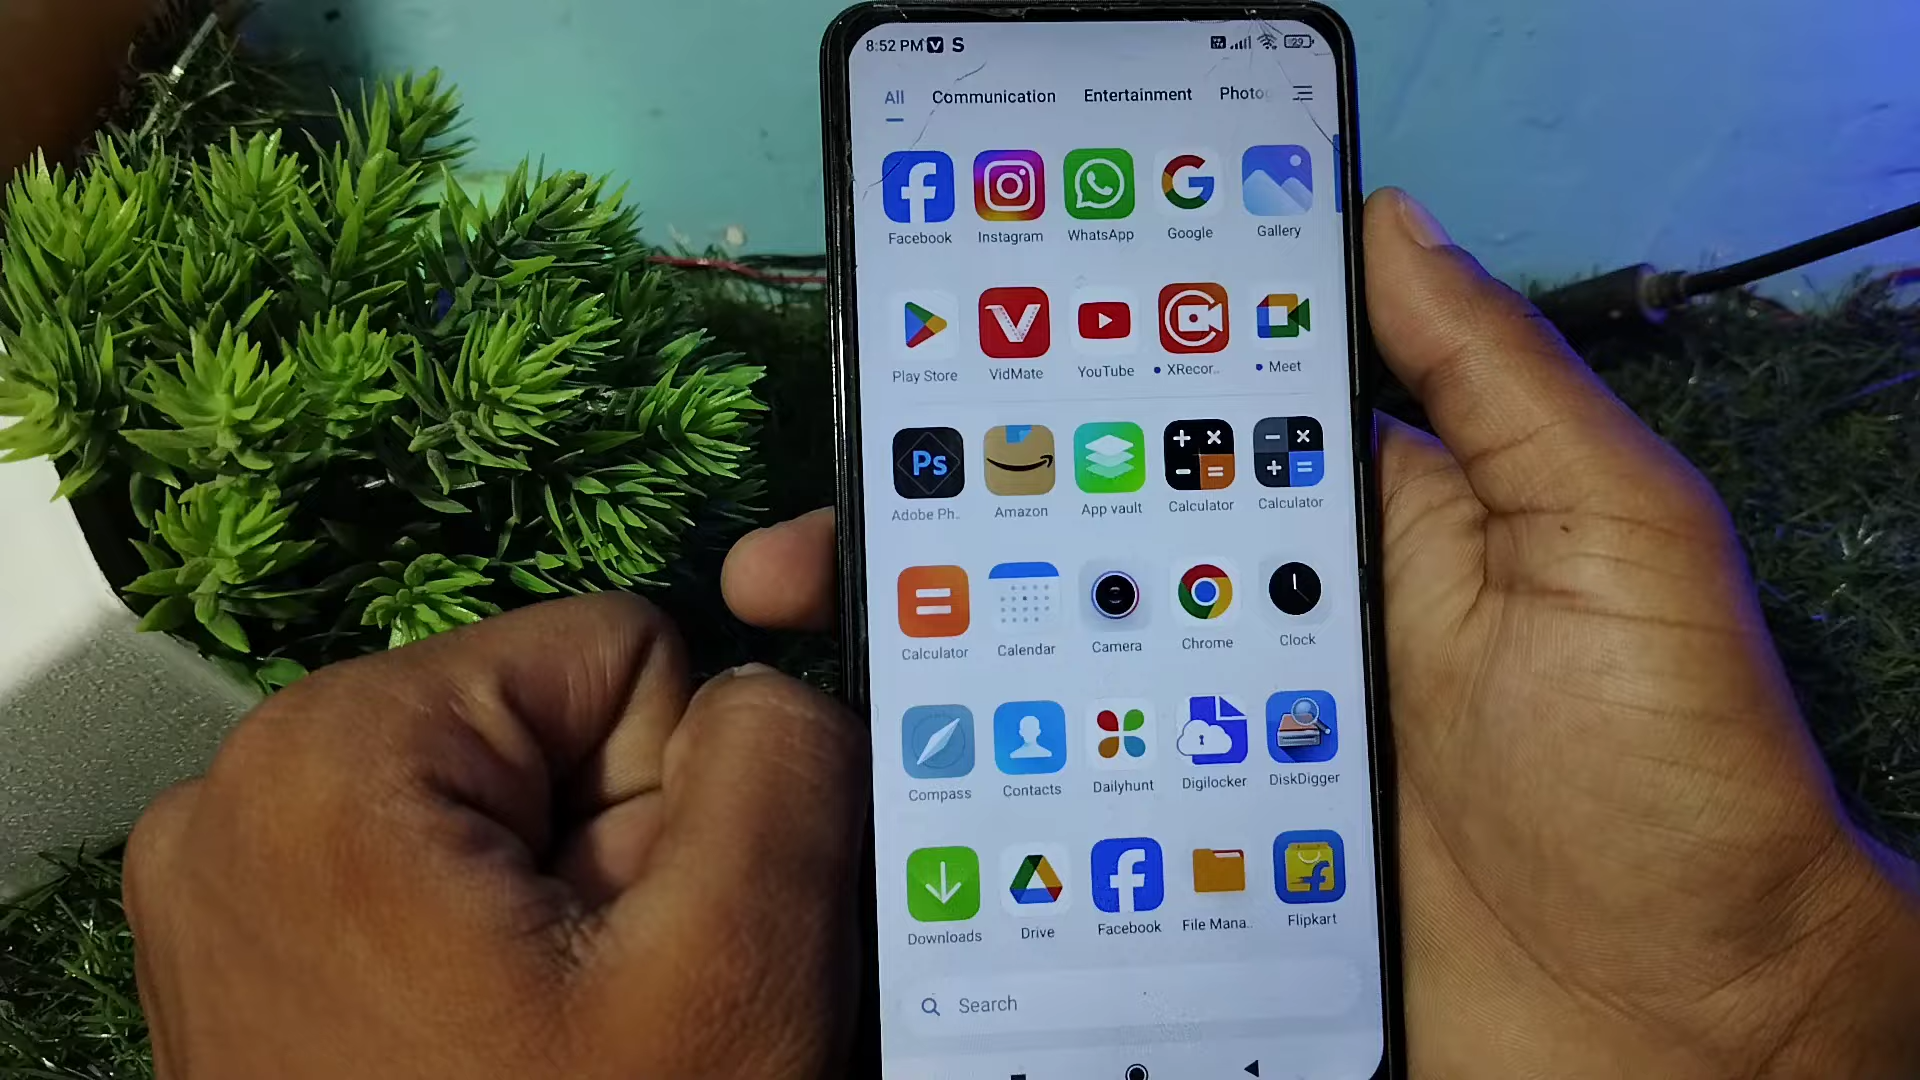 8:52 PM
29
All Communication Entertainment Photo
Facebook Instagram WhatsApp Google Gallery
Play Store VidMate YouTube XRecor.. Meet
Ps
Adobe Ph.. Amazon App vault Calculator Calculator
Calculator Calendar Camera Chrome Clock
Compass Contacts Dailyhunt Digilocker DiskDigger
Downloads Drive Facebook File Mana.. Flipkart
Search